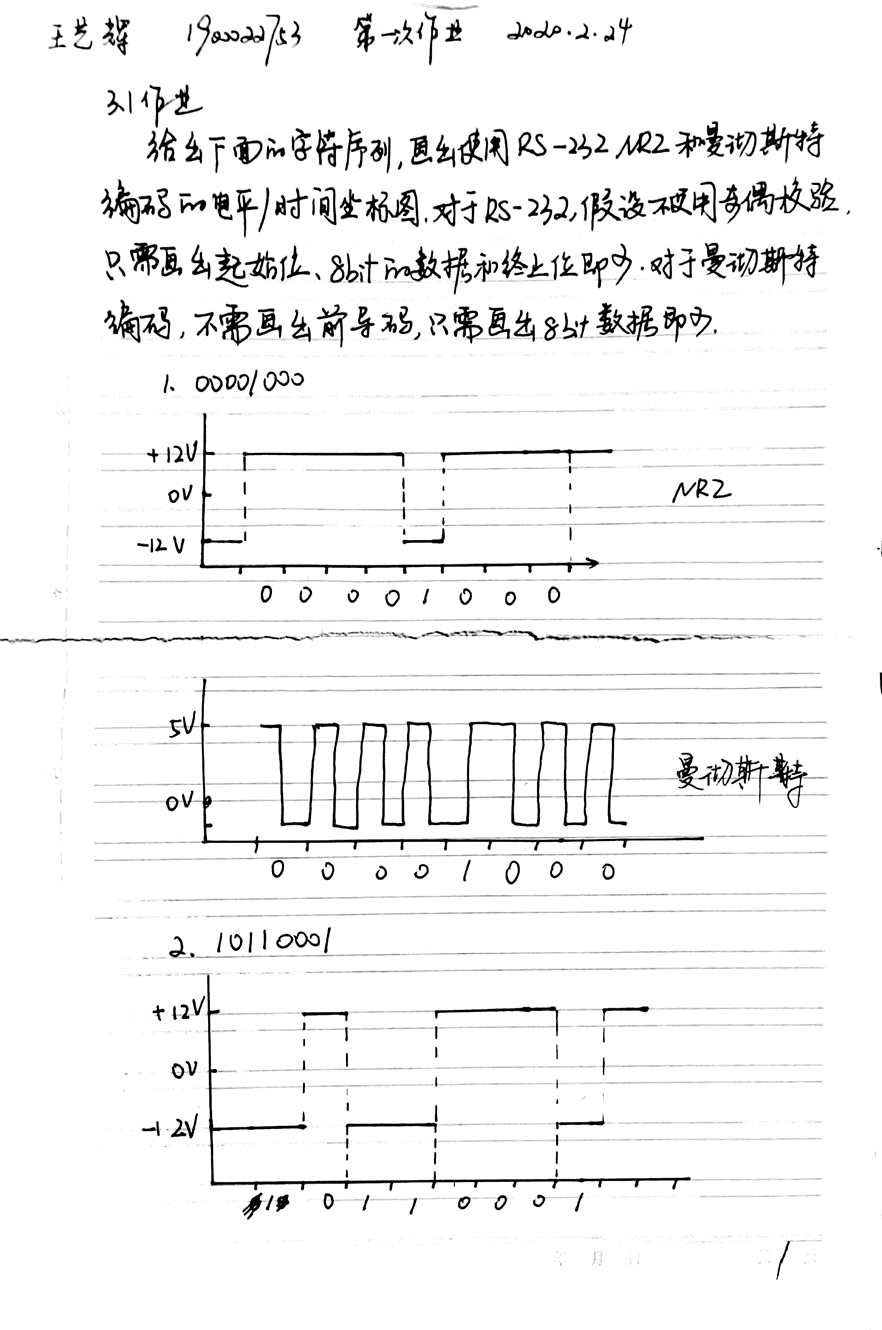 王艺辉 190022753 第一次作业 2020.2.24
3.1作业
给出下面的字符序列,画出使用RS-232 NRZ和曼彻斯特
编码的电平/时间坐标图.对于RS-232,假设不使用奇偶校验,
只需画出起始位、8bit的数据和终止位即可.对于曼彻斯特
编码,不需画出前导码,只需画出8bit数据即可.
1. 00001000
+12V
0V
NRZ
-12V
0 0 0 0 1 0 0 0
5V
曼彻斯特
0V
0 0 0 0 1 0 0 0
2. 10110001
+12V
0V
-12V
1 0 1 1 0 0 0 1
年 月 日
1